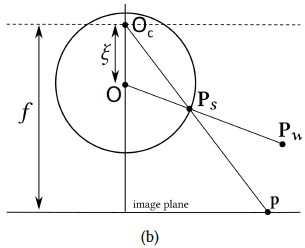 O_c
ξ
f
O
P_s
P_w
p
image plane
(b)